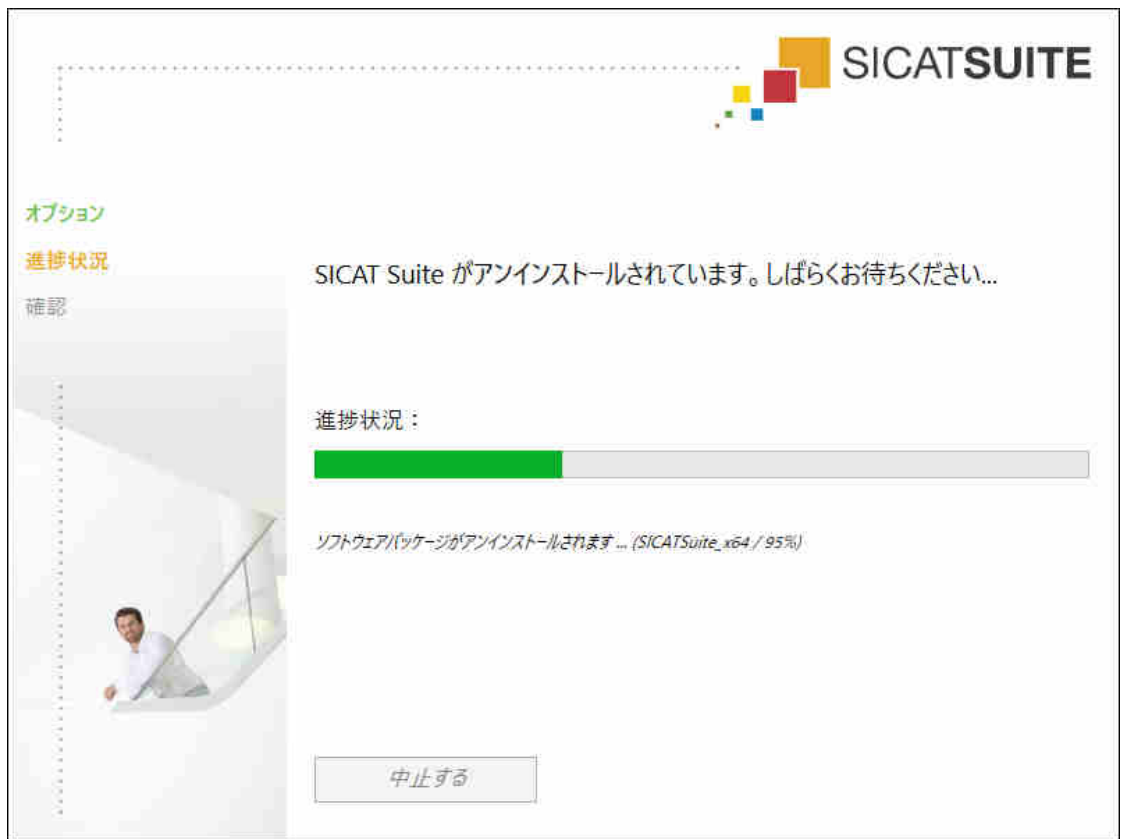 SICATSUITE
オプション
進捗状況
確認
SICAT Suite がアンインストールされています。しばらくお待ちください...
進捗状況：
ソフトウェアパッケージがアンインストールされます ... (SICATSuite_x64 / 95%)
中止する